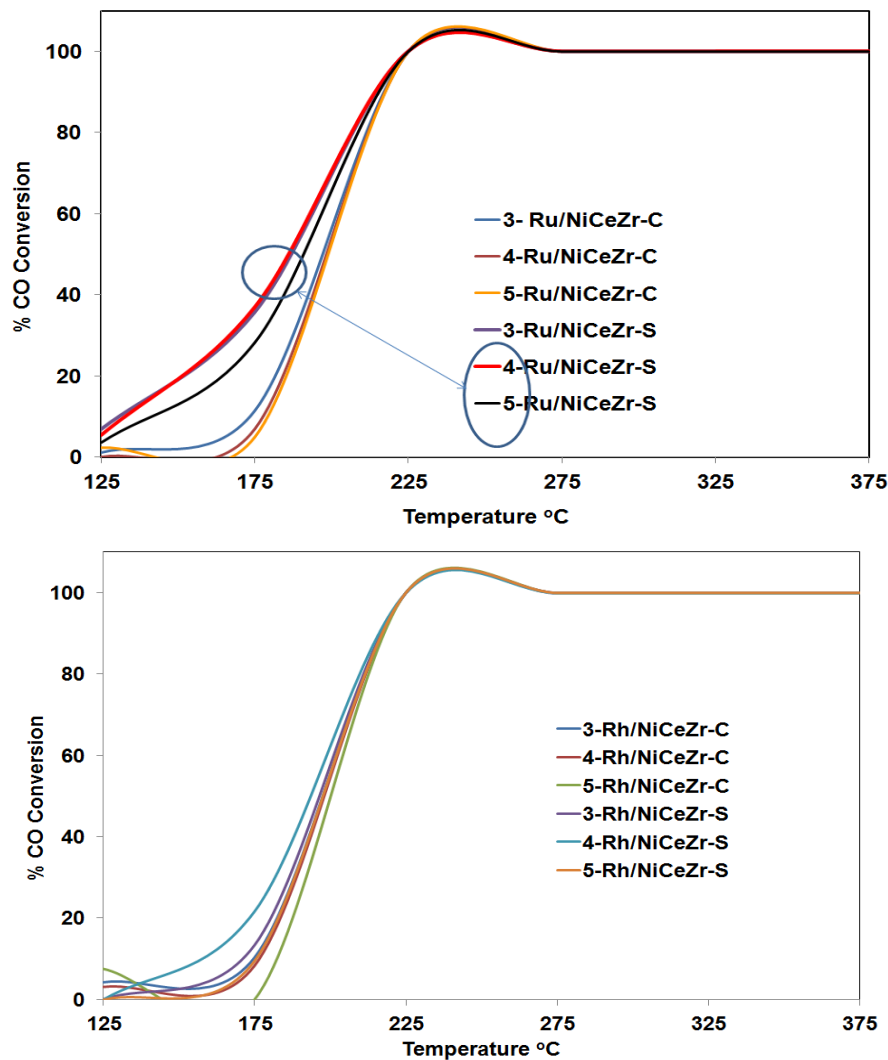 % CO Conversion
100
80
60
40
20
0
3- Ru/NiCeZr-C
4-Ru/NiCeZr-C
5-Ru/NiCeZr-C
3-Ru/NiCeZr-S
4-Ru/NiCeZr-S
5-Ru/NiCeZr-S
125 175 225 275 325 375
Temperature ºC
% CO Conversion
100
80
60
40
20
0
3-Rh/NiCeZr-C
4-Rh/NiCeZr-C
5-Rh/NiCeZr-C
3-Rh/NiCeZr-S
4-Rh/NiCeZr-S
5-Rh/NiCeZr-S
125 175 225 275 325 375
Temperature ºC